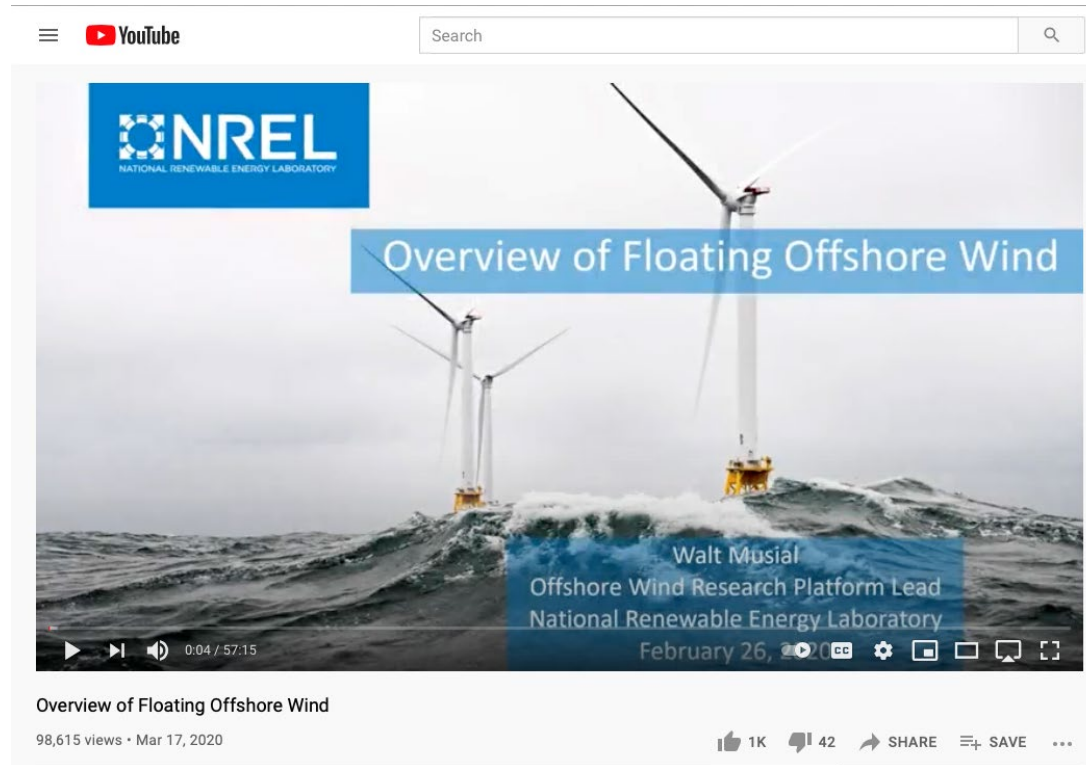 YouTube
Search
NREL
NATIONAL RENEWABLE ENERGY LABORATORY
Overview of Floating Offshore Wind
Walt Musial
Offshore Wind Research Platform Lead
National Renewable Energy Laboratory
February 26, 2020
CC
0:04 / 57:15
Overview of Floating Offshore Wind
98,615 views • Mar 17, 2020
1K
42
SHARE
SAVE